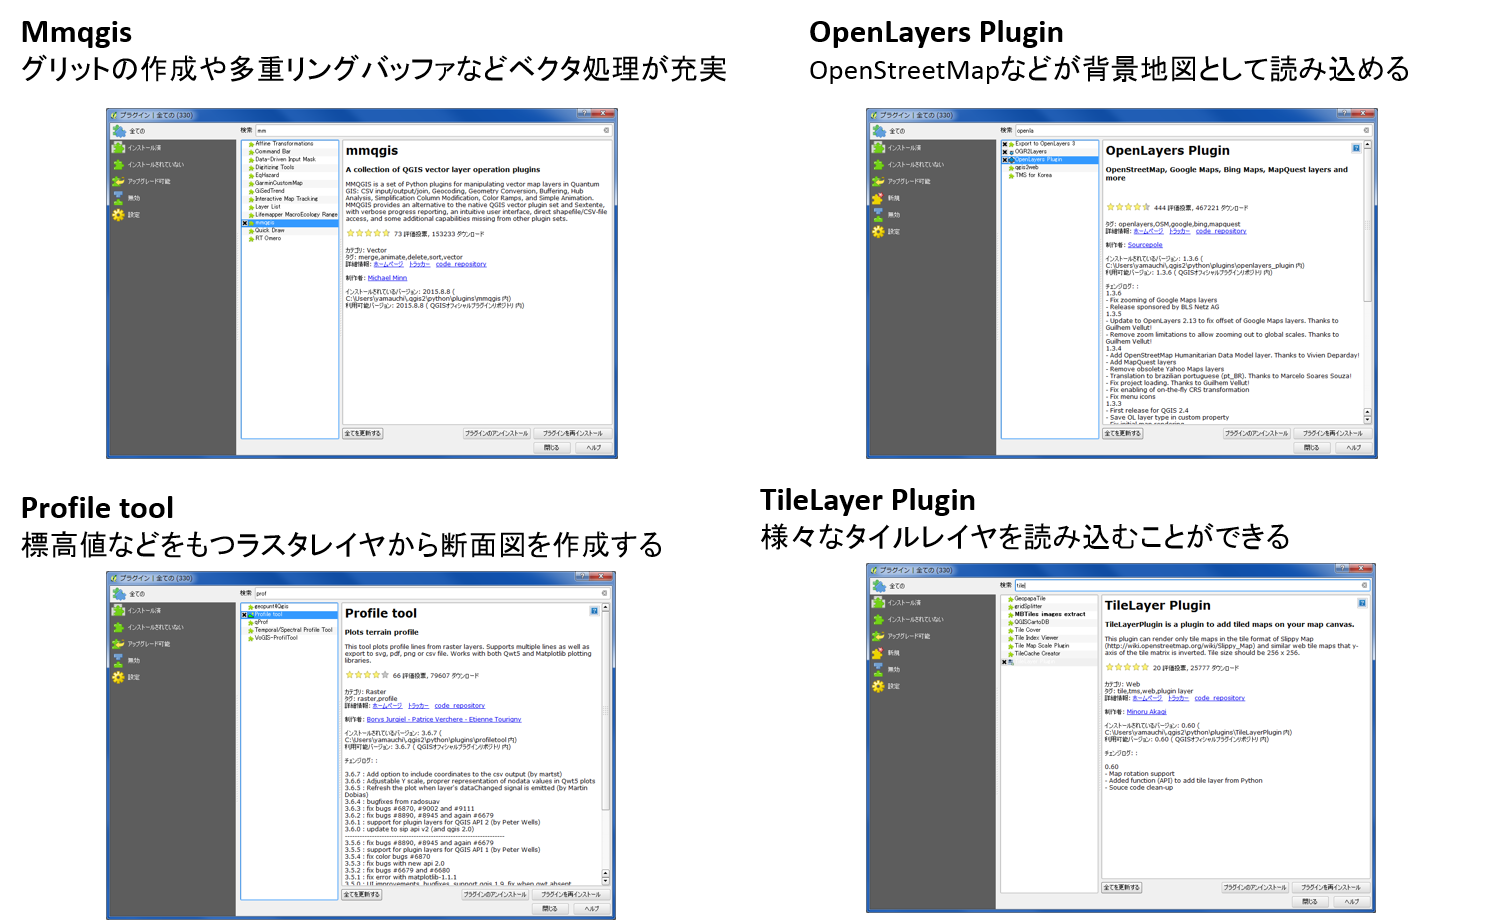 Mmqgis
グリットの作成や多重リングバッファなどベクタ処理が充実
プラグイン | 全ての (330)
全ての
インストール済
インストールされていない
アップグレード可能
無効
設定
検索 mm
Affine Transformations
Command Bar
Data-Driven Input Mask
Digitizing Tools
EqHazard
GarminCustomMap
GiSedTrend
Interactive Map Tracking
Layer List
Lifemapper MacroEcology Range
mmqgis
Quick Draw
RT Omero
mmqgis
A collection of QGIS vector layer operation plugins
MMQGIS is a set of Python plugins for manipulating vector map layers in Quantum
GIS: CSV input/output/join, Geocoding, Geometry Conversion, Buffering, Hub
Analysis, Simplification Column Modification, Color Ramps, and Simple Animation.
MMQGIS provides an alternative to the native QGIS vector plugin set and Sextente,
with verbose progress reporting, an intuitive user interface, direct shapefile/CSV-file
access, and some additional capabilities missing from other plugin sets.
73 評価投票, 153233 ダウンロード
カテゴリ: Vector
タグ: merge,animate,delete,sort,vector
詳細情報: ホームページ トラッカー code_repository
制作者: Michael Minn
インストールされているバージョン: 2015.8.8 (
C:\Users\yamauchi\.qgis2\python\plugins\mmqgis 内)
利用可能バージョン: 2015.8.8 ( QGISオフィシャルプラグインリポジトリ 内)
全てを更新する
プラグインのアンインストール
プラグインを再インストール
閉じる
ヘルプ
OpenLayers Plugin
OpenStreetMapなどが背景地図として読み込める
プラグイン | 全ての (330)
全ての
インストール済
インストールされていない
アップグレード可能
新規
無効
設定
検索 openla
Export to OpenLayers 3
OGR2Layers
OpenLayers Plugin
qgis2web
TMS for Korea
OpenLayers Plugin
OpenStreetMap, Google Maps, Bing Maps, MapQuest layers and
more
444 評価投票, 467221 ダウンロード
タグ: openlayers,OSM,google,bing,mapquest
詳細情報: ホームページ トラッカー code_repository
制作者: Sourcepole
インストールされているバージョン: 1.3.6 (
C:\Users\yamauchi\.qgis2\python\plugins\openlayers_plugin 内)
利用可能バージョン: 1.3.6 ( QGISオフィシャルプラグインリポジトリ 内)
チェンジログ: :
1.3.6
- Fix zooming of Google Maps layers
- Release sponsored by BLS Netz AG
1.3.5
- Update to OpenLayers 2.13 to fix offset of Google Maps layers. Thanks to
Guilhem Vellut!
- Remove zoom limitations to allow zooming out to global scales. Thanks to
Guilhem Vellut!
1.3.4
- Add OpenStreetMap Humanitarian Data Model layer. Thanks to Vivien Deparday!
- Add MapQuest layers
- Remove obsolete Yahoo Maps layers
- Translation to brazilian portuguese (pt_BR). Thanks to Marcelo Soares Souza!
- Fix project loading. Thanks to Guilhem Vellut!
- Fix enabling of on-the-fly CRS transformation
- Fix menu icons
1.3.3
- First release for QGIS 2.4
- Save OL layer type in custom property
- Fix initial map rendering
全てを更新する
プラグインのアンインストール
プラグインを再インストール
閉じる
ヘルプ
Profile tool
標高値などをもつラスタレイヤから断面図を作成する
プラグイン | 全ての (330)
全ての
インストール済
インストールされていない
アップグレード可能
無効
設定
検索 prof
geopunt4Qgis
Profile tool
qProf
Temporal/Spectral Profile Tool
VoGIS-ProfilTool
Profile tool
Plots terrain profile
This tool plots profile lines from raster layers. Supports multiple lines as well as
export to svg, pdf, png or csv file. Works with both Qwt5 and Matplotlib plotting
libraries.
66 評価投票, 79607 ダウンロード
カテゴリ: Raster
タグ: raster,profile
詳細情報: ホームページ トラッカー code_repository
制作者: Borys Jurgiel - Patrice Verchere - Etienne Tourigny
インストールされているバージョン: 3.6.7 (
C:\Users\yamauchi\.qgis2\python\plugins\profiletool 内)
利用可能バージョン: 3.6.7 ( QGISオフィシャルプラグインリポジトリ 内)
チェンジログ: :
3.6.7 : Add option to include coordinates to the csv output (by martst)
3.6.6 : Adjustable Y scale, proprer representation of nodata values in Qwt5 plots
3.6.5 : Refresh the plot when layer's dataChanged signal is emitted (by Martin
Dobias)
3.6.4 : bugfixes from radosuav
3.6.3 : fix bugs #6870, #9002 and #9111
3.6.2 : fix bugs #8890, #8945 and again #6679
3.6.1 : support for plugin layers for QGIS API 2 (by Peter Wells)
3.6.0 : update to sip api v2 (and qgis 2.0)
3.5.6 : fix bugs #8890, #8945 and again #6679
3.5.5 : support for plugin layers for QGIS API 1 (by Peter Wells)
3.5.4 : fix color bugs #6870
3.5.3 : fix bugs with new api 2.0
3.5.2 : fix bugs #6679 and #6680
3.5.1 : fix error with matplotlib-1.1.1
3.5.0 : UI improvements, bugfixes, support qgis 1.9, fix when qwt absent
全てを更新する
プラグインのアンインストール
プラグインを再インストール
閉じる
ヘルプ
TileLayer Plugin
様々なタイルレイヤを読み込むことができる
プラグイン | 全ての (330)
全ての
インストール済
インストールされていない
アップグレード可能
新規
無効
設定
検索 tile
GeopapaTile
gridSplitter
MBTiles images extract
QGISCartoDB
Tile Cover
Tile Index Viewer
Tile Map Scale Plugin
TileCache Creator
TileLayer Plugin
TileLayerPlugin is a plugin to add tiled maps on your map canvas.
This plugin can render only tile maps in the tile format of Slippy Map
(http://wiki.openstreetmap.org/wiki/Slippy_Map) and similar web tile maps that y-
axis of the tile matrix is inverted. Tile size should be 256 x 256.
20 評価投票, 25777 ダウンロード
カテゴリ: Web
タグ: tile,tms,web,plugin layer
詳細情報: ホームページ トラッカー code_repository
制作者: Minoru Akagi
インストールされているバージョン: 0.60 (
C:\Users\yamauchi\.qgis2\python\plugins\TileLayerPlugin 内)
利用可能バージョン: 0.60 ( QGISオフィシャルプラグインリポジトリ 内)
チェンジログ: :
0.60
- Map rotation support
- Added function (API) to add tile layer from Python
- Souce code clean-up
全てを更新する
プラグインのアンインストール
プラグインを再インストール
閉じる
ヘルプ